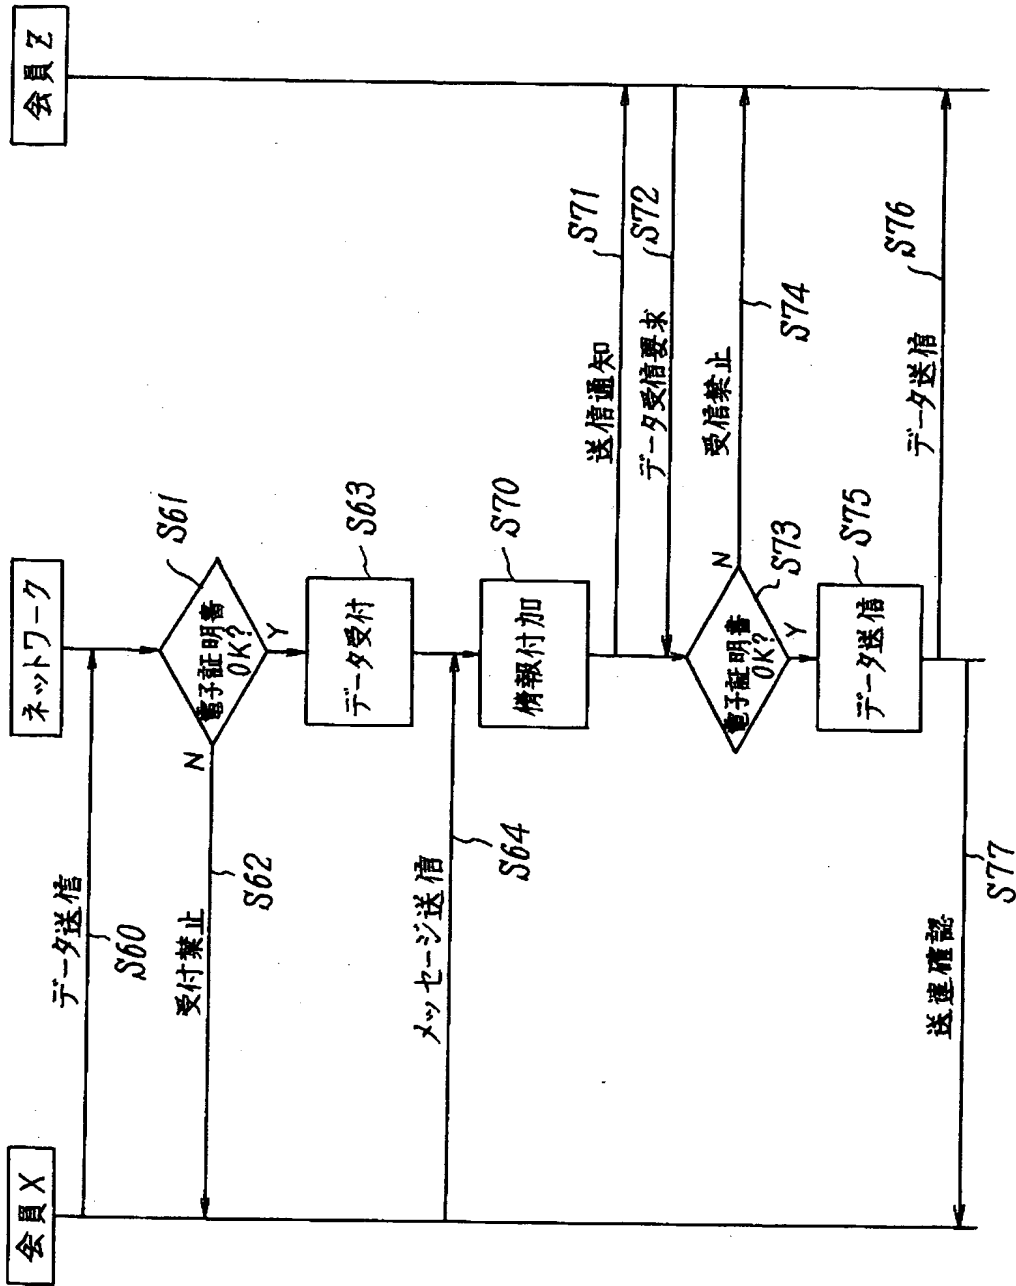 会員X
ネットワーク
会員Z
データ送信
S60
電子証明書
OK?
S61
N
Y
受付禁止
S62
データ受付
S63
メッセージ送信
S64
情報付加
S70
送信通知
S71
データ受信要求
S72
電子証明書
OK?
S73
N
Y
受信禁止
S74
データ送信
S75
データ送信
S76
送達確認
S77